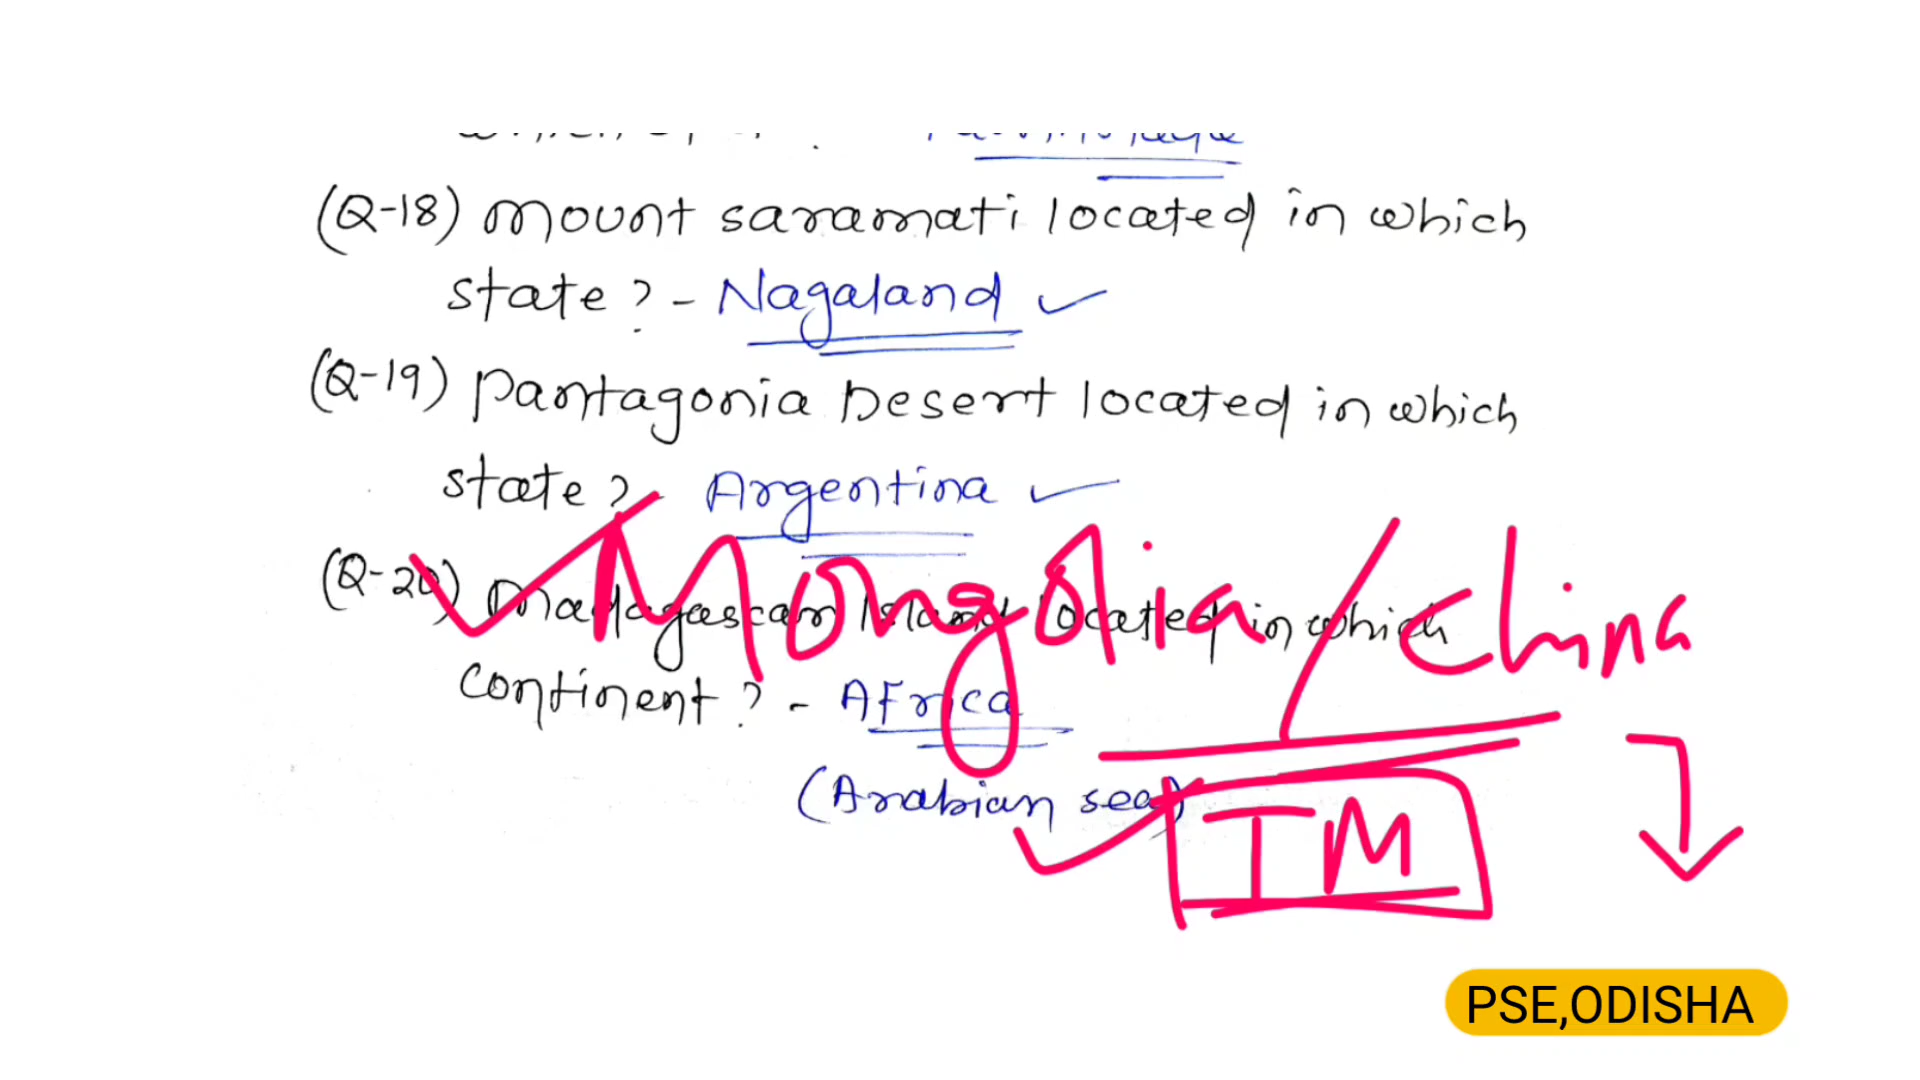 (Q-18) Mount saramati located in which
state? - Nagaland
(Q-19) Pantagonia Desert located in which
state? - Argentina
(Q-20) Madagascar Island located in which
continent? - Africa
(Arabian sea)
Mongolia/China
IM
PSE,ODISHA